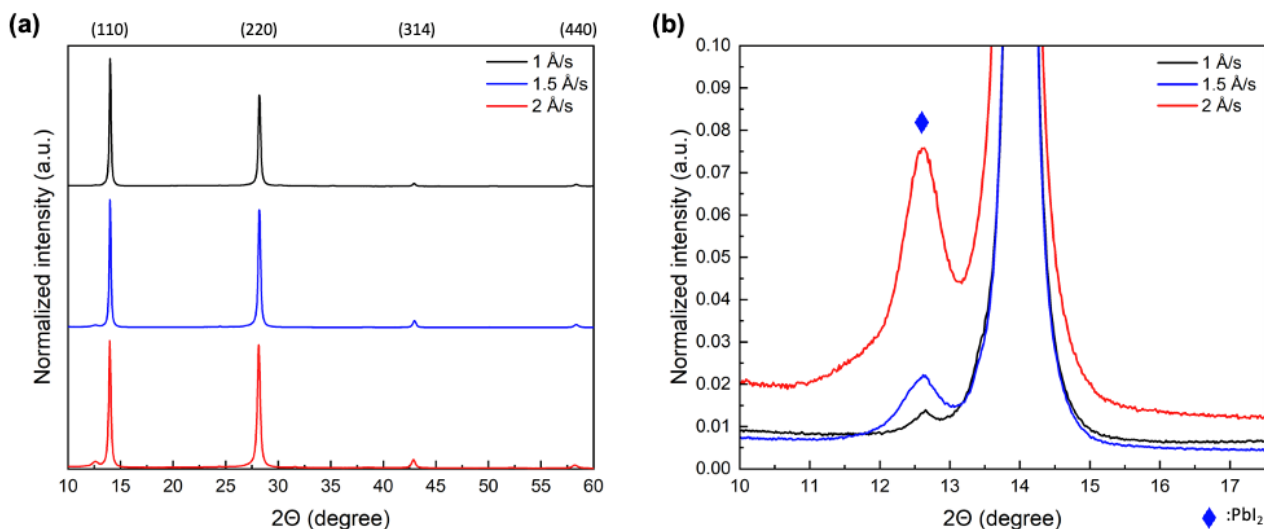 (a)
(110) (220) (314) (440)
1 Å/s
1.5 Å/s
2 Å/s
Normalized intensity (a.u.)
10 15 20 25 30 35 40 45 50 55 60
2Θ (degree)
(b)
0.10
0.09
0.08
0.07
0.06
0.05
0.04
0.03
0.02
0.01
0.00
1 Å/s
1.5 Å/s
2 Å/s
Normalized intensity (a.u.)
10 11 12 13 14 15 16 17
2Θ (degree)
:PbI2